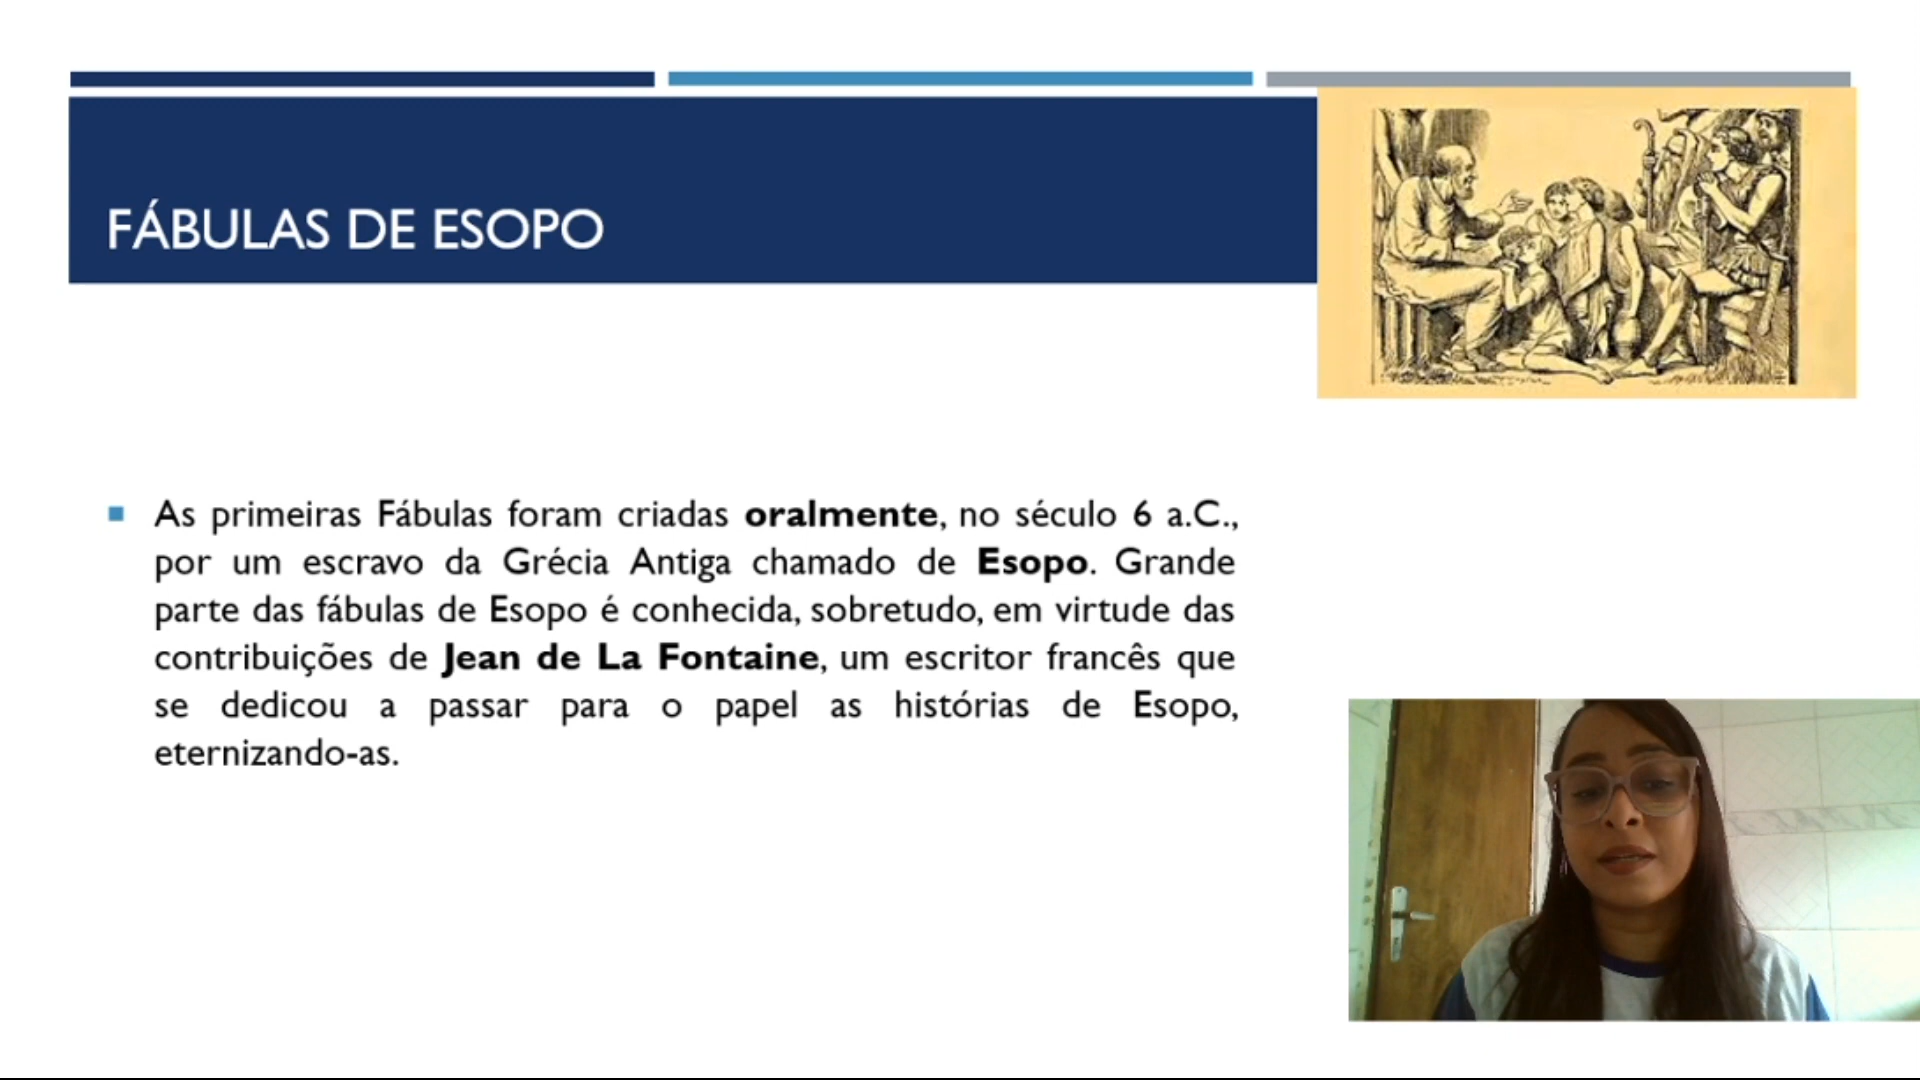 FÁBULAS DE ESOPO
As primeiras Fábulas foram criadas oralmente, no século 6 a.C.,
por um escravo da Grécia Antiga chamado de Esopo. Grande
parte das fábulas de Esopo é conhecida, sobretudo, em virtude das
contribuições de Jean de La Fontaine, um escritor francês que
se dedicou a passar para o papel as histórias de Esopo,
eternizando-as.